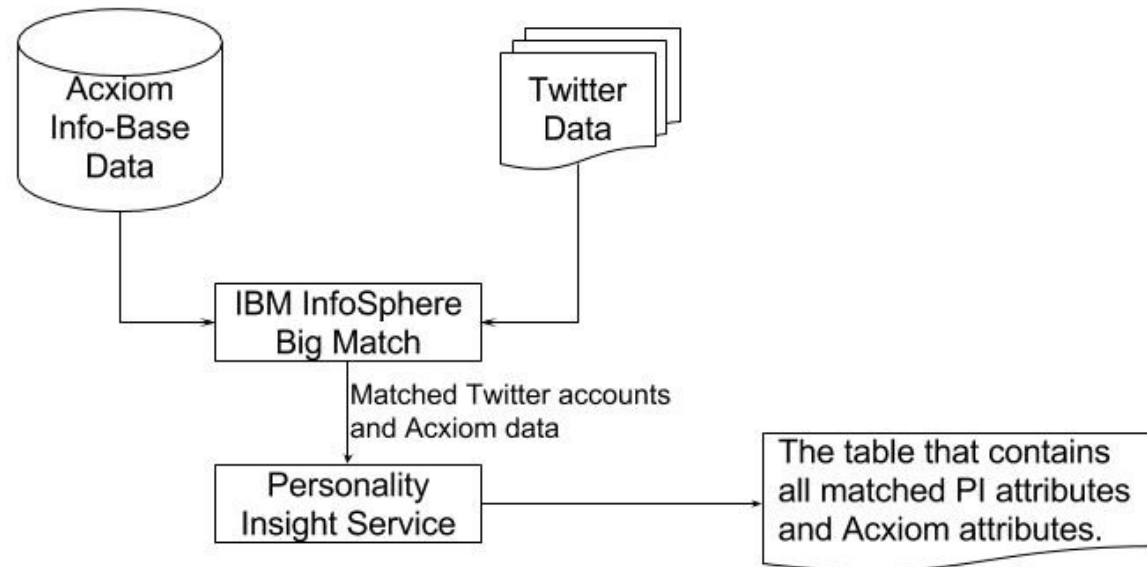 Acxiom
Info-Base
Data
Twitter
Data
IBM InfoSphere
Big Match
Matched Twitter accounts
and Acxiom data
Personality
Insight Service
The table that contains
all matched PI attributes
and Acxiom attributes.